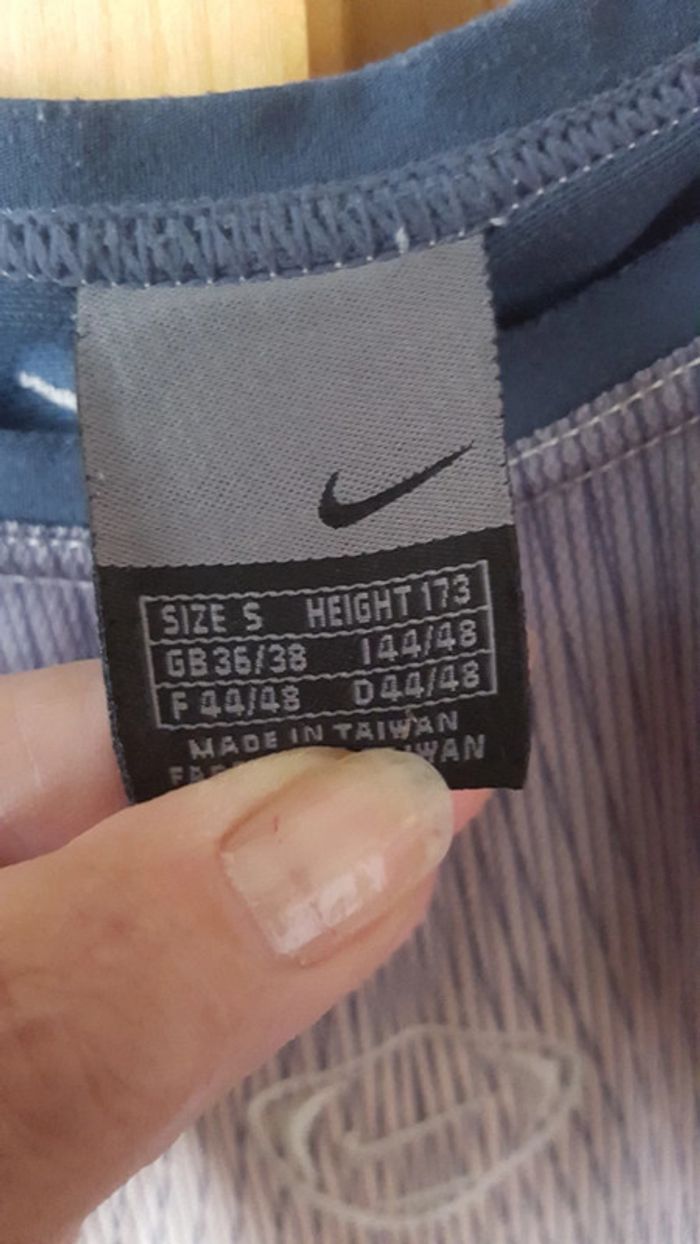 SIZE S HEIGHT 173
GB 36/38 I 44/48
F 44/48 D 44/48
MADE IN TAIWAN